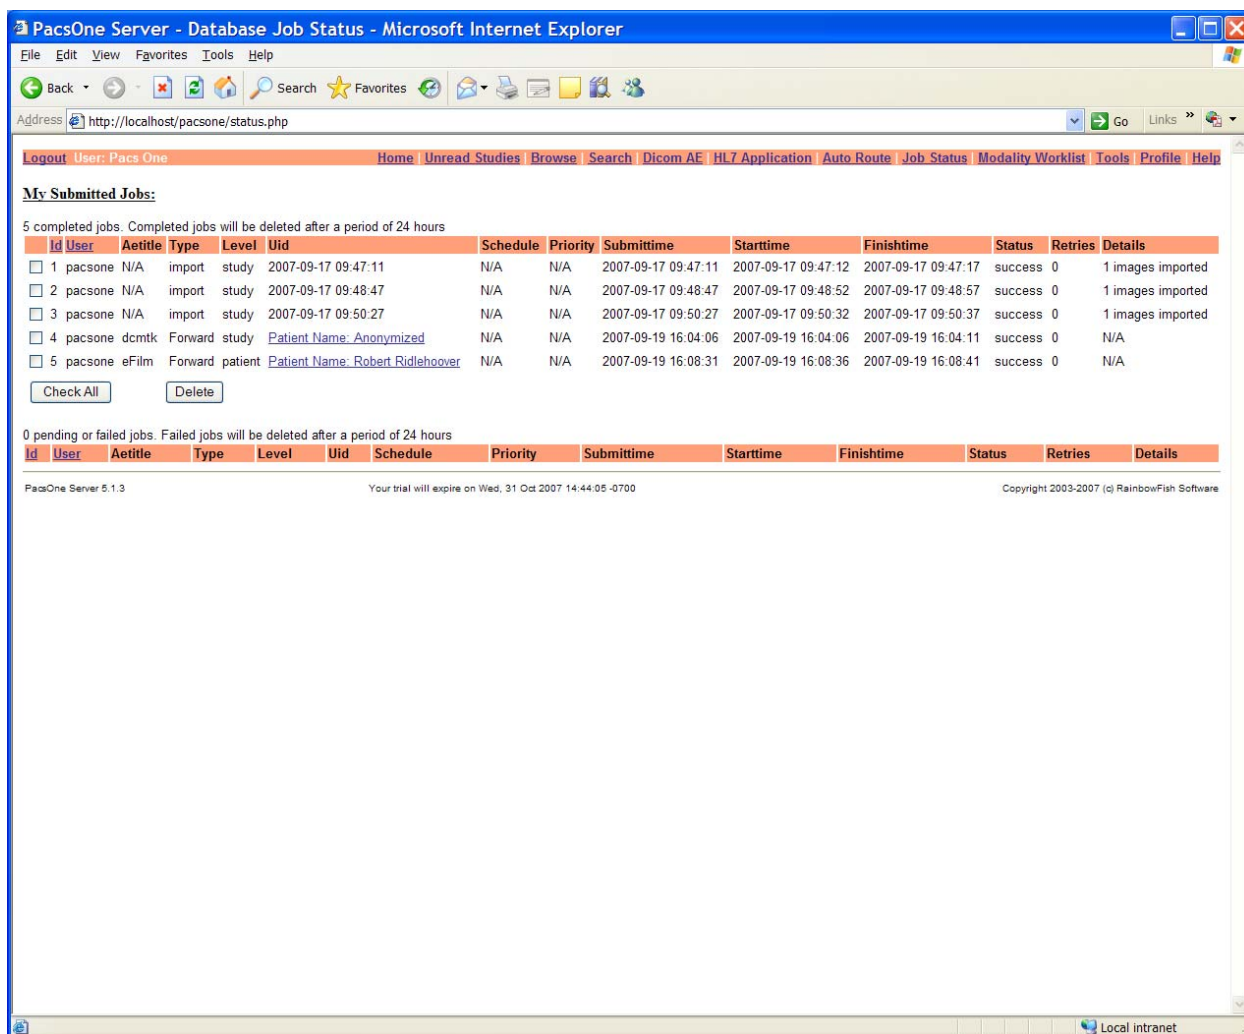 PacsOne Server - Database Job Status - Microsoft Internet Explorer
File Edit View Favorites Tools Help
Back Search Favorites
Address http://localhost/pacsone/status.php Go Links »
Logout User: Pacs One Home | Unread Studies | Browse | Search | Dicom AE | HL7 Application | Auto Route | Job Status | Modality Worklist | Tools | Profile | Help
My Submitted Jobs:
5 completed jobs. Completed jobs will be deleted after a period of 24 hours
Id User Aetitle Type Level Uid Schedule Priority Submittime Starttime Finishtime Status Retries Details
1 pacsone N/A import study 2007-09-17 09:47:11 N/A N/A 2007-09-17 09:47:11 2007-09-17 09:47:12 2007-09-17 09:47:17 success 0 1 images imported
2 pacsone N/A import study 2007-09-17 09:48:47 N/A N/A 2007-09-17 09:48:47 2007-09-17 09:48:52 2007-09-17 09:48:57 success 0 1 images imported
3 pacsone N/A import study 2007-09-17 09:50:27 N/A N/A 2007-09-17 09:50:27 2007-09-17 09:50:32 2007-09-17 09:50:37 success 0 1 images imported
4 pacsone dcmtk Forward study Patient Name: Anonymized N/A N/A 2007-09-19 16:04:06 2007-09-19 16:04:06 2007-09-19 16:04:11 success 0 N/A
5 pacsone eFilm Forward patient Patient Name: Robert Ridlehoover N/A N/A 2007-09-19 16:08:31 2007-09-19 16:08:36 2007-09-19 16:08:41 success 0 N/A
Check All Delete
0 pending or failed jobs. Failed jobs will be deleted after a period of 24 hours
Id User Aetitle Type Level Uid Schedule Priority Submittime Starttime Finishtime Status Retries Details
PacsOne Server 5.1.3 Your trial will expire on Wed, 31 Oct 2007 14:44:05 -0700 Copyright 2003-2007 (c) RainbowFish Software
Local intranet